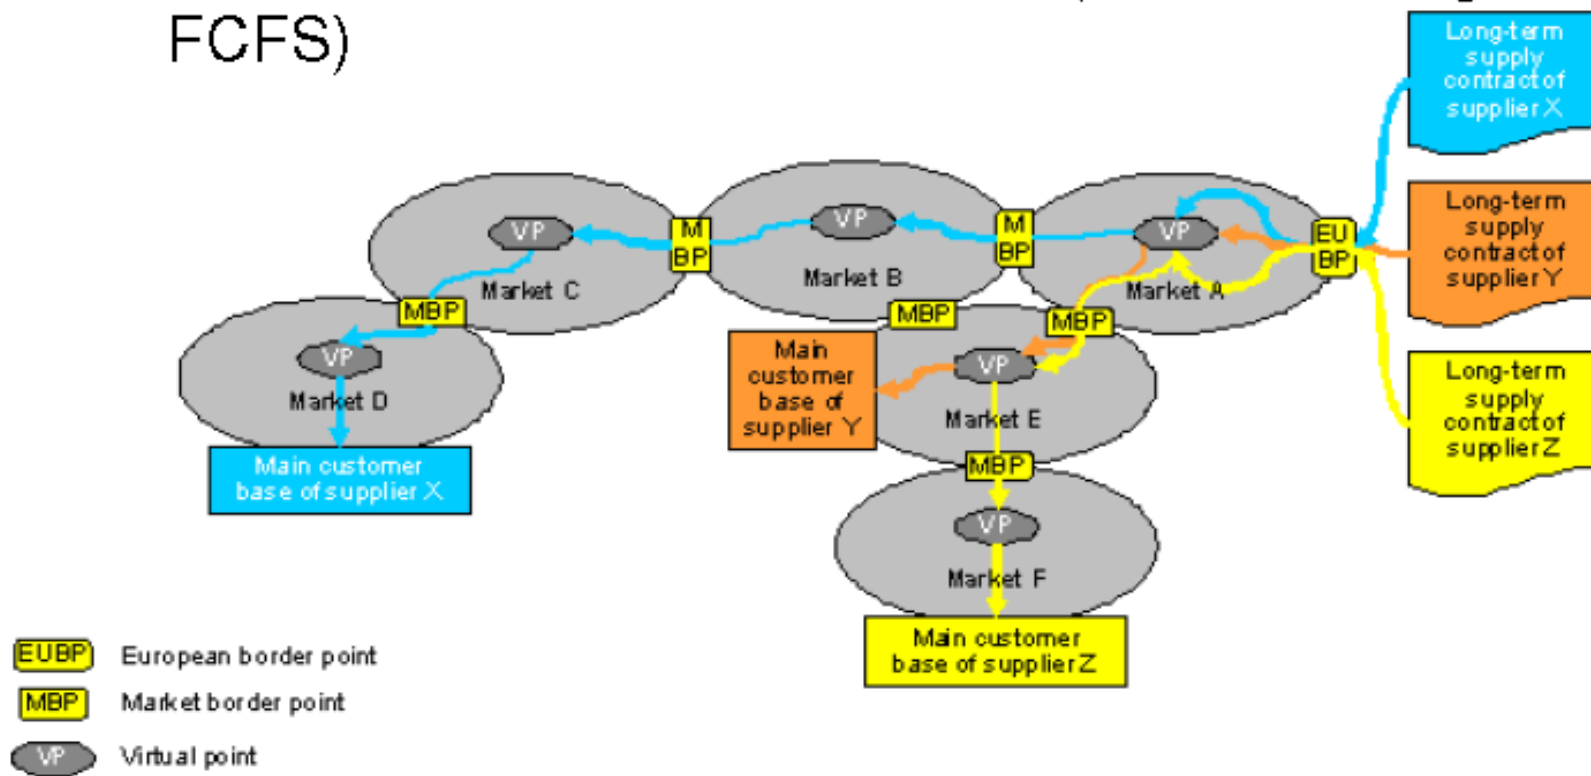 FCFS)
Long-term
supply
contract of
supplier X
Long-term
supply
contract of
supplier Y
Long-term
supply
contract of
supplier Z
VP
M
BP
VP
M
BP
VP
EU
BP
Market C
Market B
Market A
MBP
MBP
MBP
VP
Market D
Main
customer
base of
supplier Y
VP
Market E
Main customer
base of supplier X
MBP
VP
Market F
Main customer
base of supplier Z
EUBP European border point
MBP Market border point
VP Virtual point